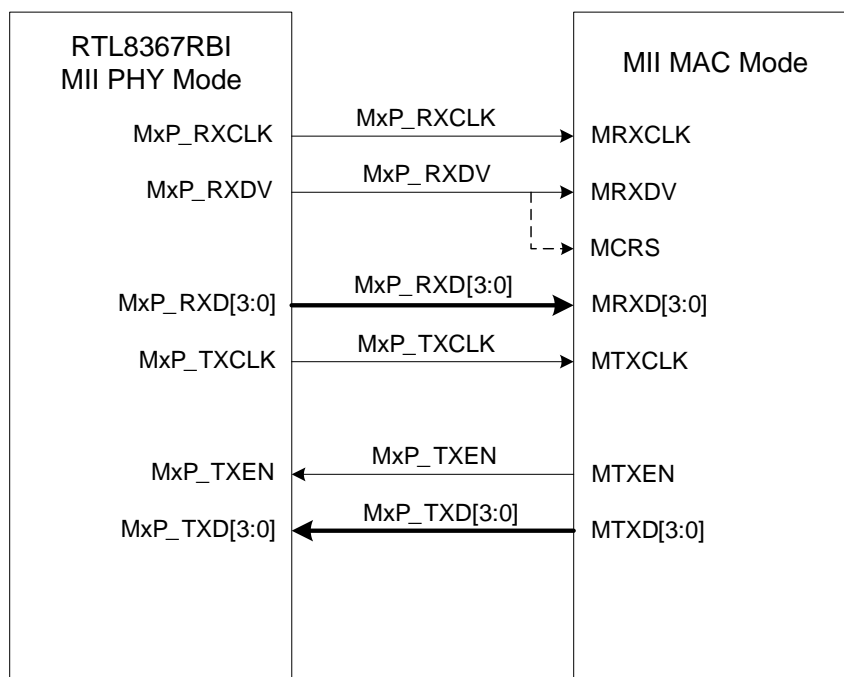 RTL8367RBI
MII PHY Mode
MII MAC Mode
MxP_RXCLK
MxP_RXCLK
MRXCLK
MxP_RXDV
MxP_RXDV
MRXDV
MCRS
MxP_RXD[3:0]
MxP_RXD[3:0]
MRXD[3:0]
MxP_TXCLK
MxP_TXCLK
MTXCLK
MxP_TXEN
MxP_TXEN
MTXEN
MxP_TXD[3:0]
MxP_TXD[3:0]
MTXD[3:0]